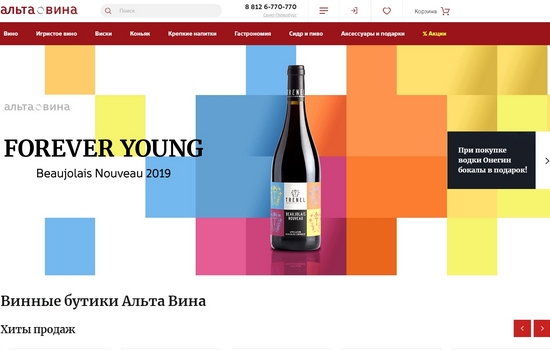 альта вина
Поиск
8 812 6-770-770
Санкт-Петербург
Корзина
Вино Игристое вино Виски Коньяк Крепкие напитки Гастрономия Сидр и пиво Аксессуары и подарки % Акции
альта вина
FOREVER YOUNG
Beaujolais Nouveau 2019
TRENEL
BEAUJOLAIS
NOUVEAU
При покупке
водки Онегин
бокалы в подарок!
Винные бутики Альта Вина
Хиты продаж